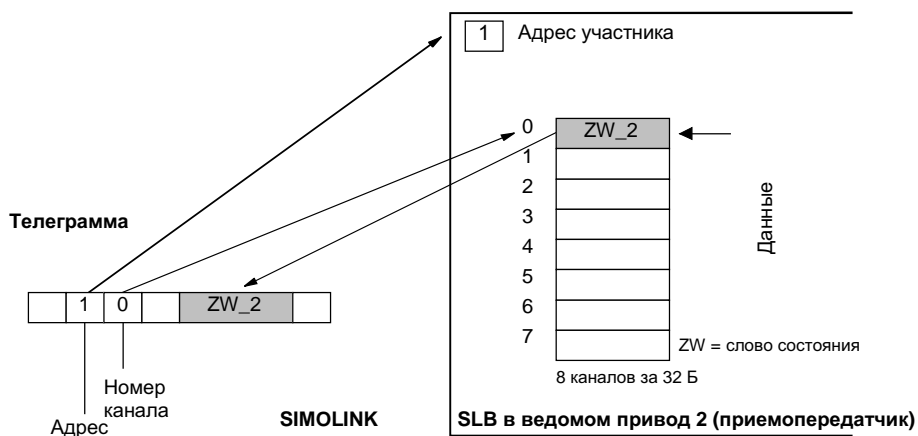 1 Адрес участника
0 ZW_2
1
2
3
4
5
6
7
Данные
ZW = слово состояния
8 каналов за 32 Б
Телеграмма
1 0 ZW_2
Номер
канала
Адрес
SIMOLINK
SLB в ведомом привод 2 (приемопередатчик)